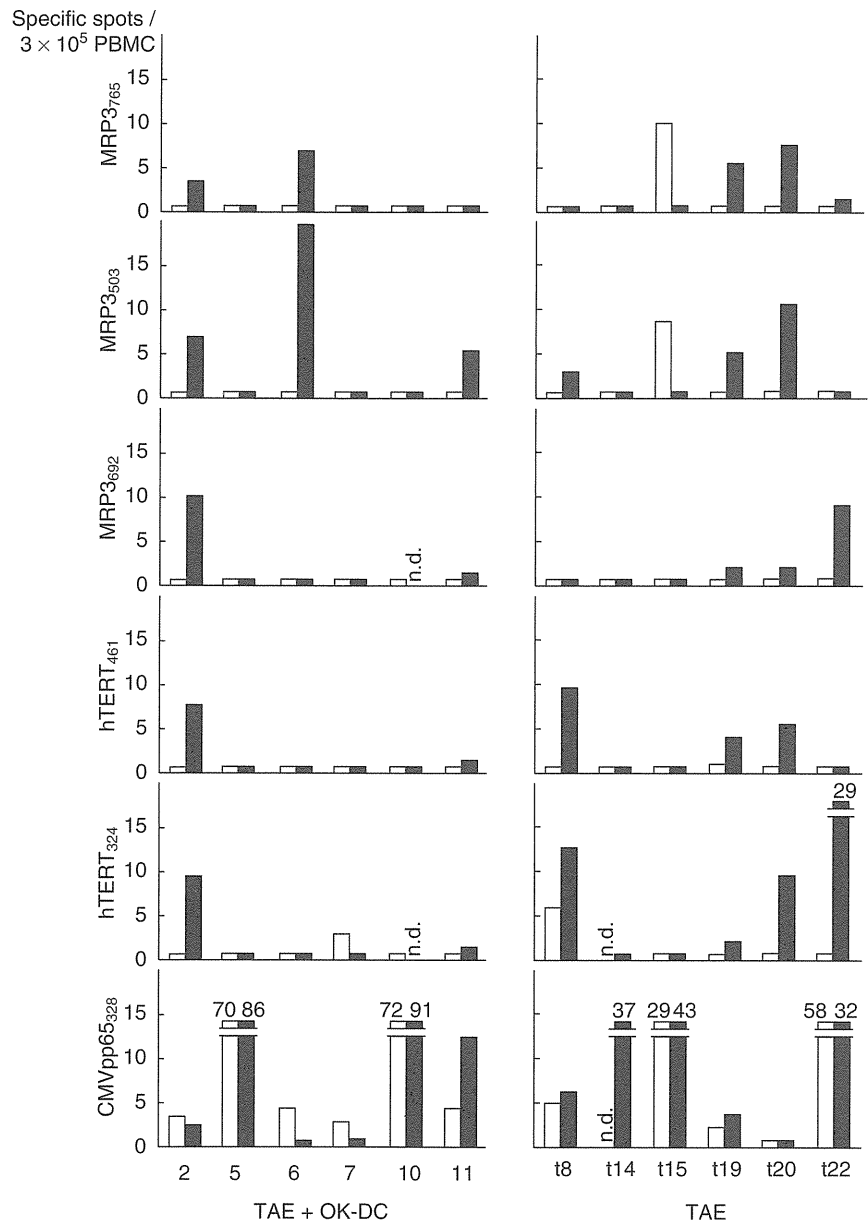 Specific spots /
3 × 10⁵ PBMC
MRP3₇₆₅
15
10
5
0
MRP3₅₀₃
15
10
5
0
MRP3₆₉₂
15
10
5
0
n.d.
hTERT₄₆₁
15
10
5
0
hTERT₃₂₄
15
10
5
0
n.d.
n.d.
29
CMVpp65₃₂₈
15
10
5
0
70 86
72 91
n.d.
37
29 43
58 32
2 5 6 7 10 11
t8 t14 t15 t19 t20 t22
TAE + OK-DC
TAE